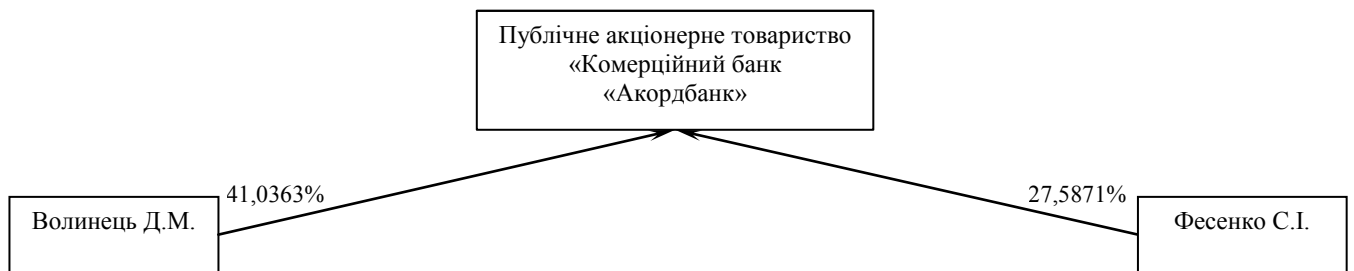 Публічне акціонерне товариство
«Комерційний банк
«Акордбанк»
41,0363%
27,5871%
Волинець Д.М.
Фесенко С.І.